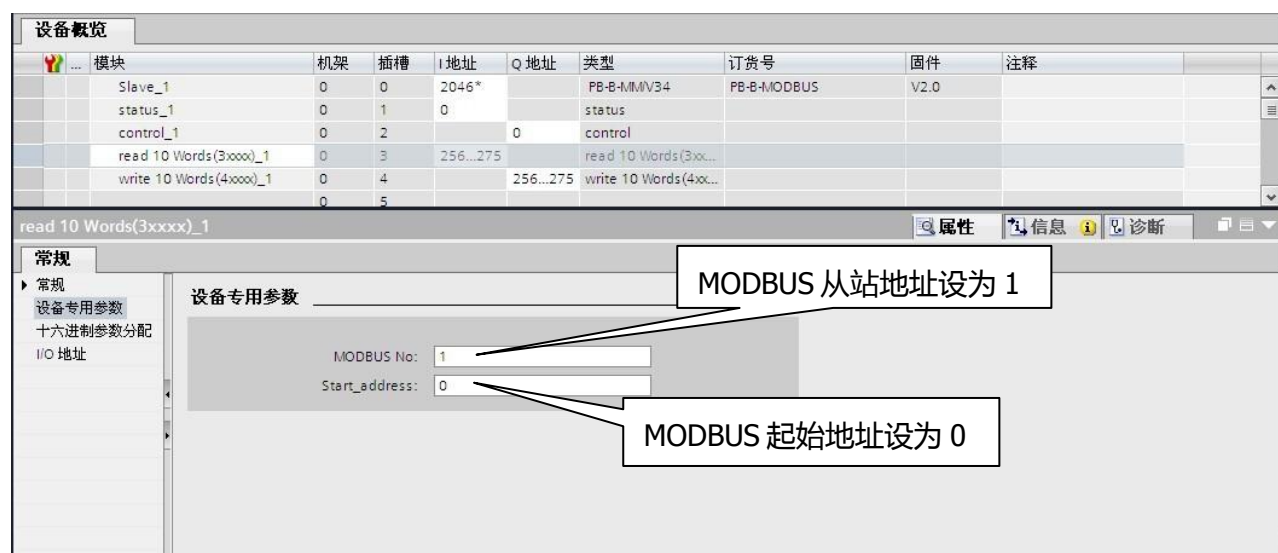 设备概览
... 模块 机架 插槽 I地址 Q地址 类型 订货号 固件 注释
Slave_1 0 0 2046* PB-B-MM/V34 PB-B-MODBUS V2.0
status_1 0 1 0 status
control_1 0 2 0 control
read 10 Words(3xxxx)_1 0 3 256...275 read 10 Words(3xx...
write 10 Words(4xxxx)_1 0 4 256...275 write 10 Words(4xx...
0 5
read 10 Words(3xxxx)_1 属性 信息 诊断
常规
常规
设备专用参数
十六进制参数分配
I/O 地址
设备专用参数
MODBUS 从站地址设为 1
MODBUS No: 1
Start_address: 0
MODBUS 起始地址设为 0